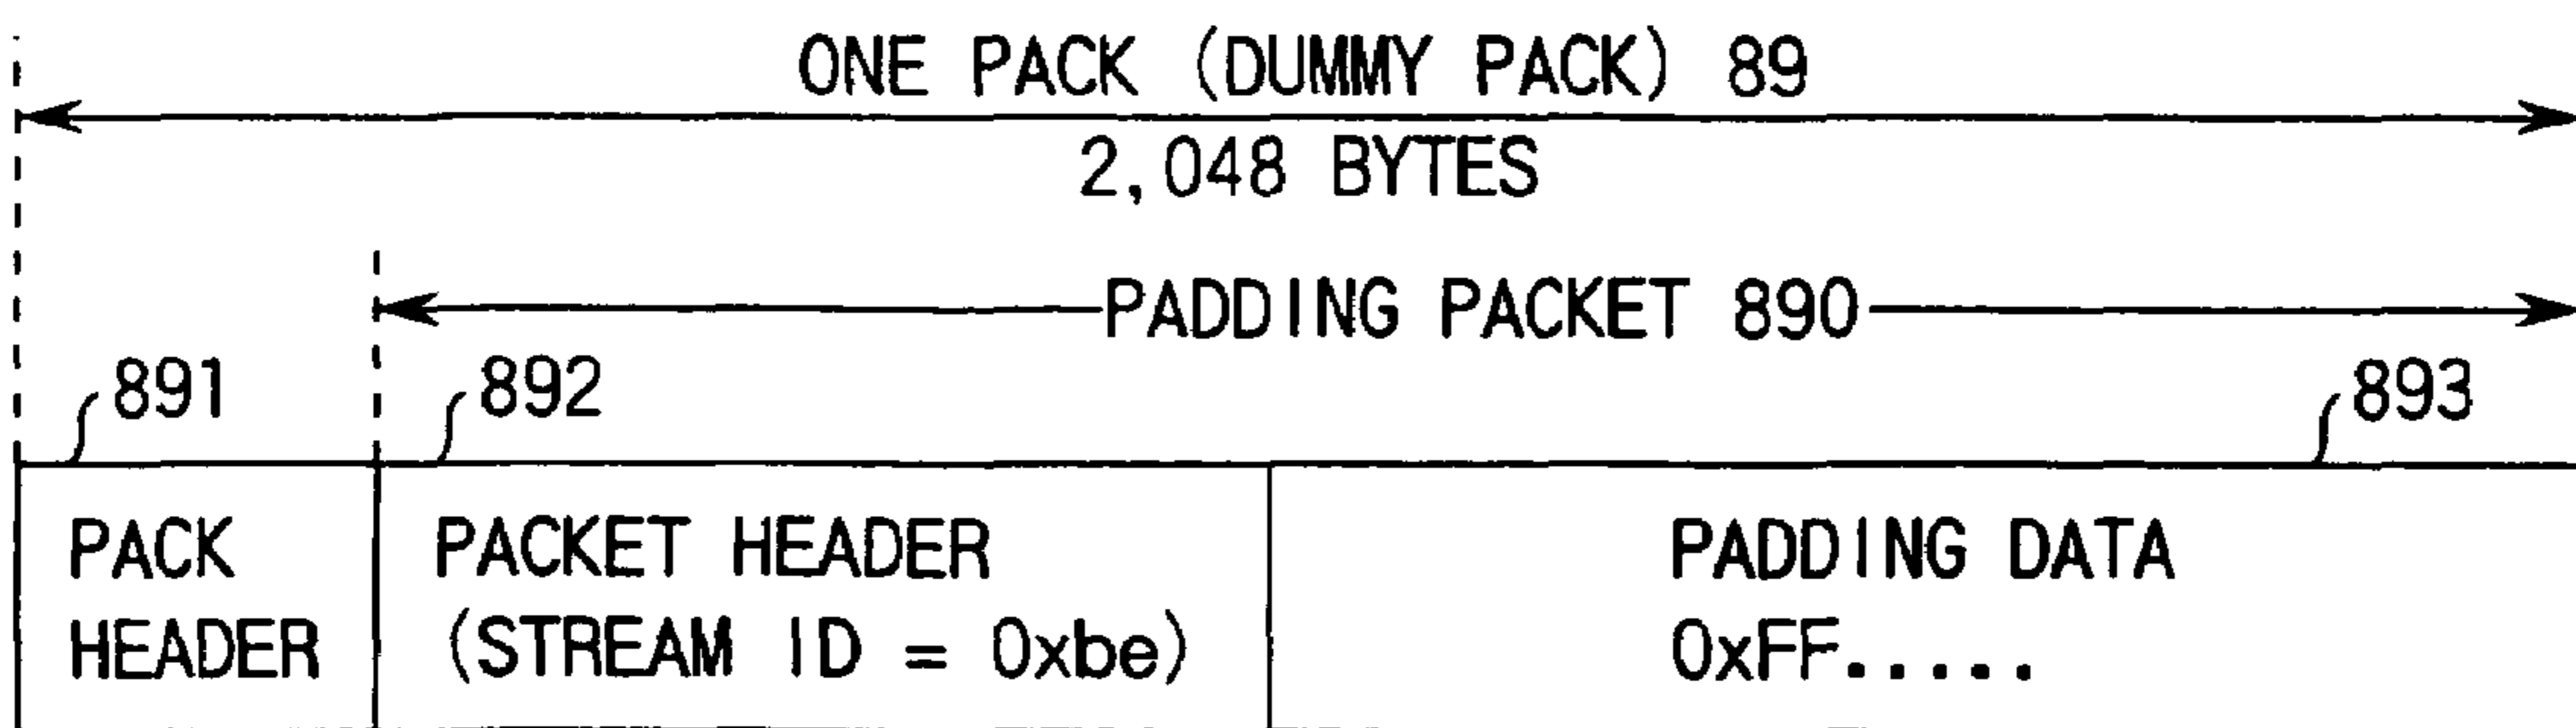 ONE PACK (DUMMY PACK) 89
2,048 BYTES
PADDING PACKET 890
891
892
893
PACK
HEADER
PACKET HEADER
(STREAM ID = 0xbe)
PADDING DATA
0xFF.....